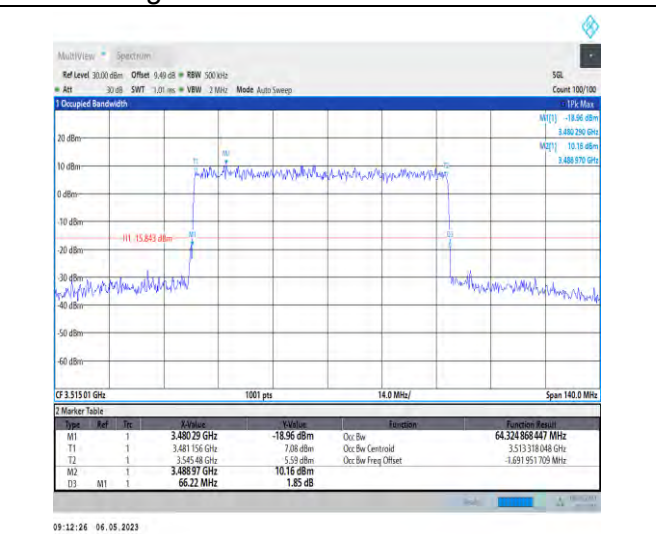 MultiView Spectrum
Ref Level 30.00 dBm Offset 9.49 dB RBW 500 kHz SGL
Att 30 dB SWT 1.01 ms VBW 2 MHz Mode Auto Sweep Count 100/100
1 Occupied Bandwidth 1Pk Max
M1[1] -18.96 dBm
3.480 290 GHz
M2[1] 10.16 dBm
3.488 970 GHz
20 dBm
M2
T1 T2
10 dBm
0 dBm
-10 dBm
H1 15.843 dBm M1 D3
-20 dBm
-30 dBm
-40 dBm
-50 dBm
-60 dBm
CF 3.515 01 GHz 1001 pts 14.0 MHz/ Span 140.0 MHz
2 Marker Table
Type Ref Trc X-Value Y-Value Function Function Result
M1 1 3.480 29 GHz -18.96 dBm Occ Bw 64.324 868 447 MHz
T1 1 3.481 156 GHz 7.08 dBm Occ Bw Centroid 3.513 318 048 GHz
T2 1 3.545 48 GHz 5.59 dBm Occ Bw Freq Offset -1.691 951 709 MHz
M2 1 3.488 97 GHz 10.16 dBm
D3 M1 1 66.22 MHz 1.85 dB
09:12:26 06.05.2023